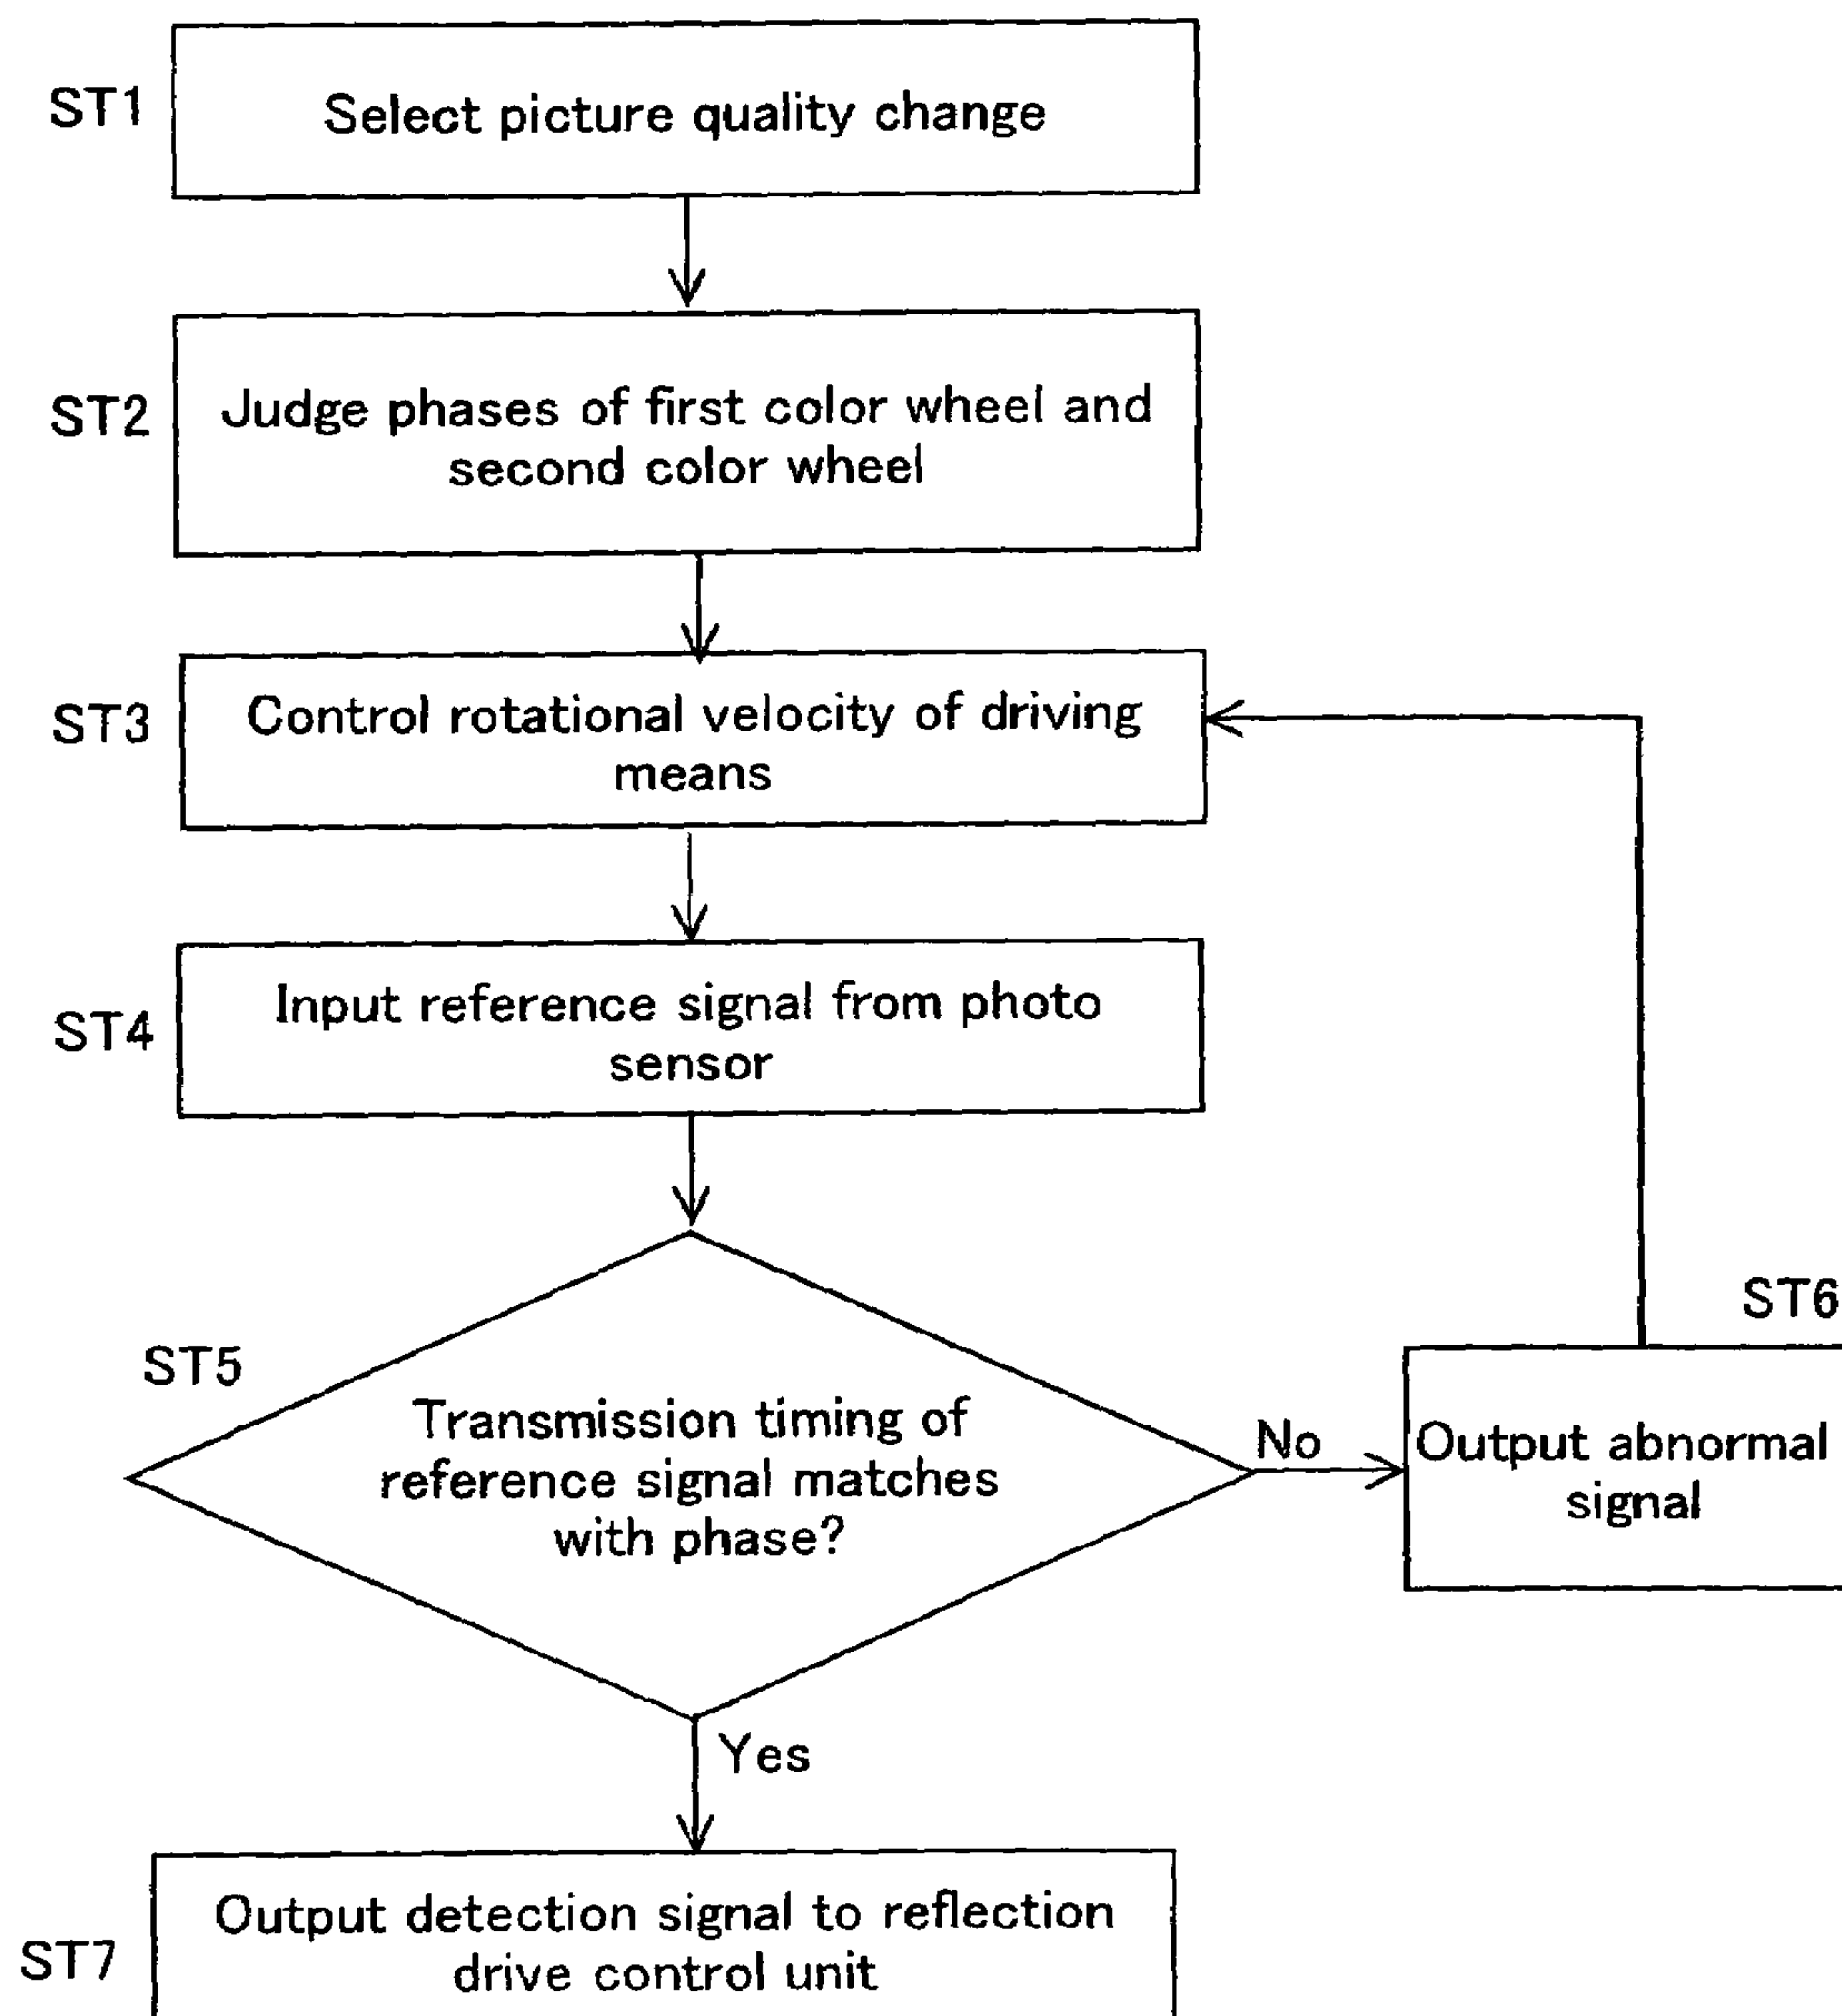 ST1
Select picture quality change
ST2
Judge phases of first color wheel and
second color wheel
ST3
Control rotational velocity of driving
means
ST4
Input reference signal from photo
sensor
ST5
Transmission timing of
reference signal matches
with phase?
No
ST6
Output abnormal
signal
Yes
ST7
Output detection signal to reflection
drive control unit